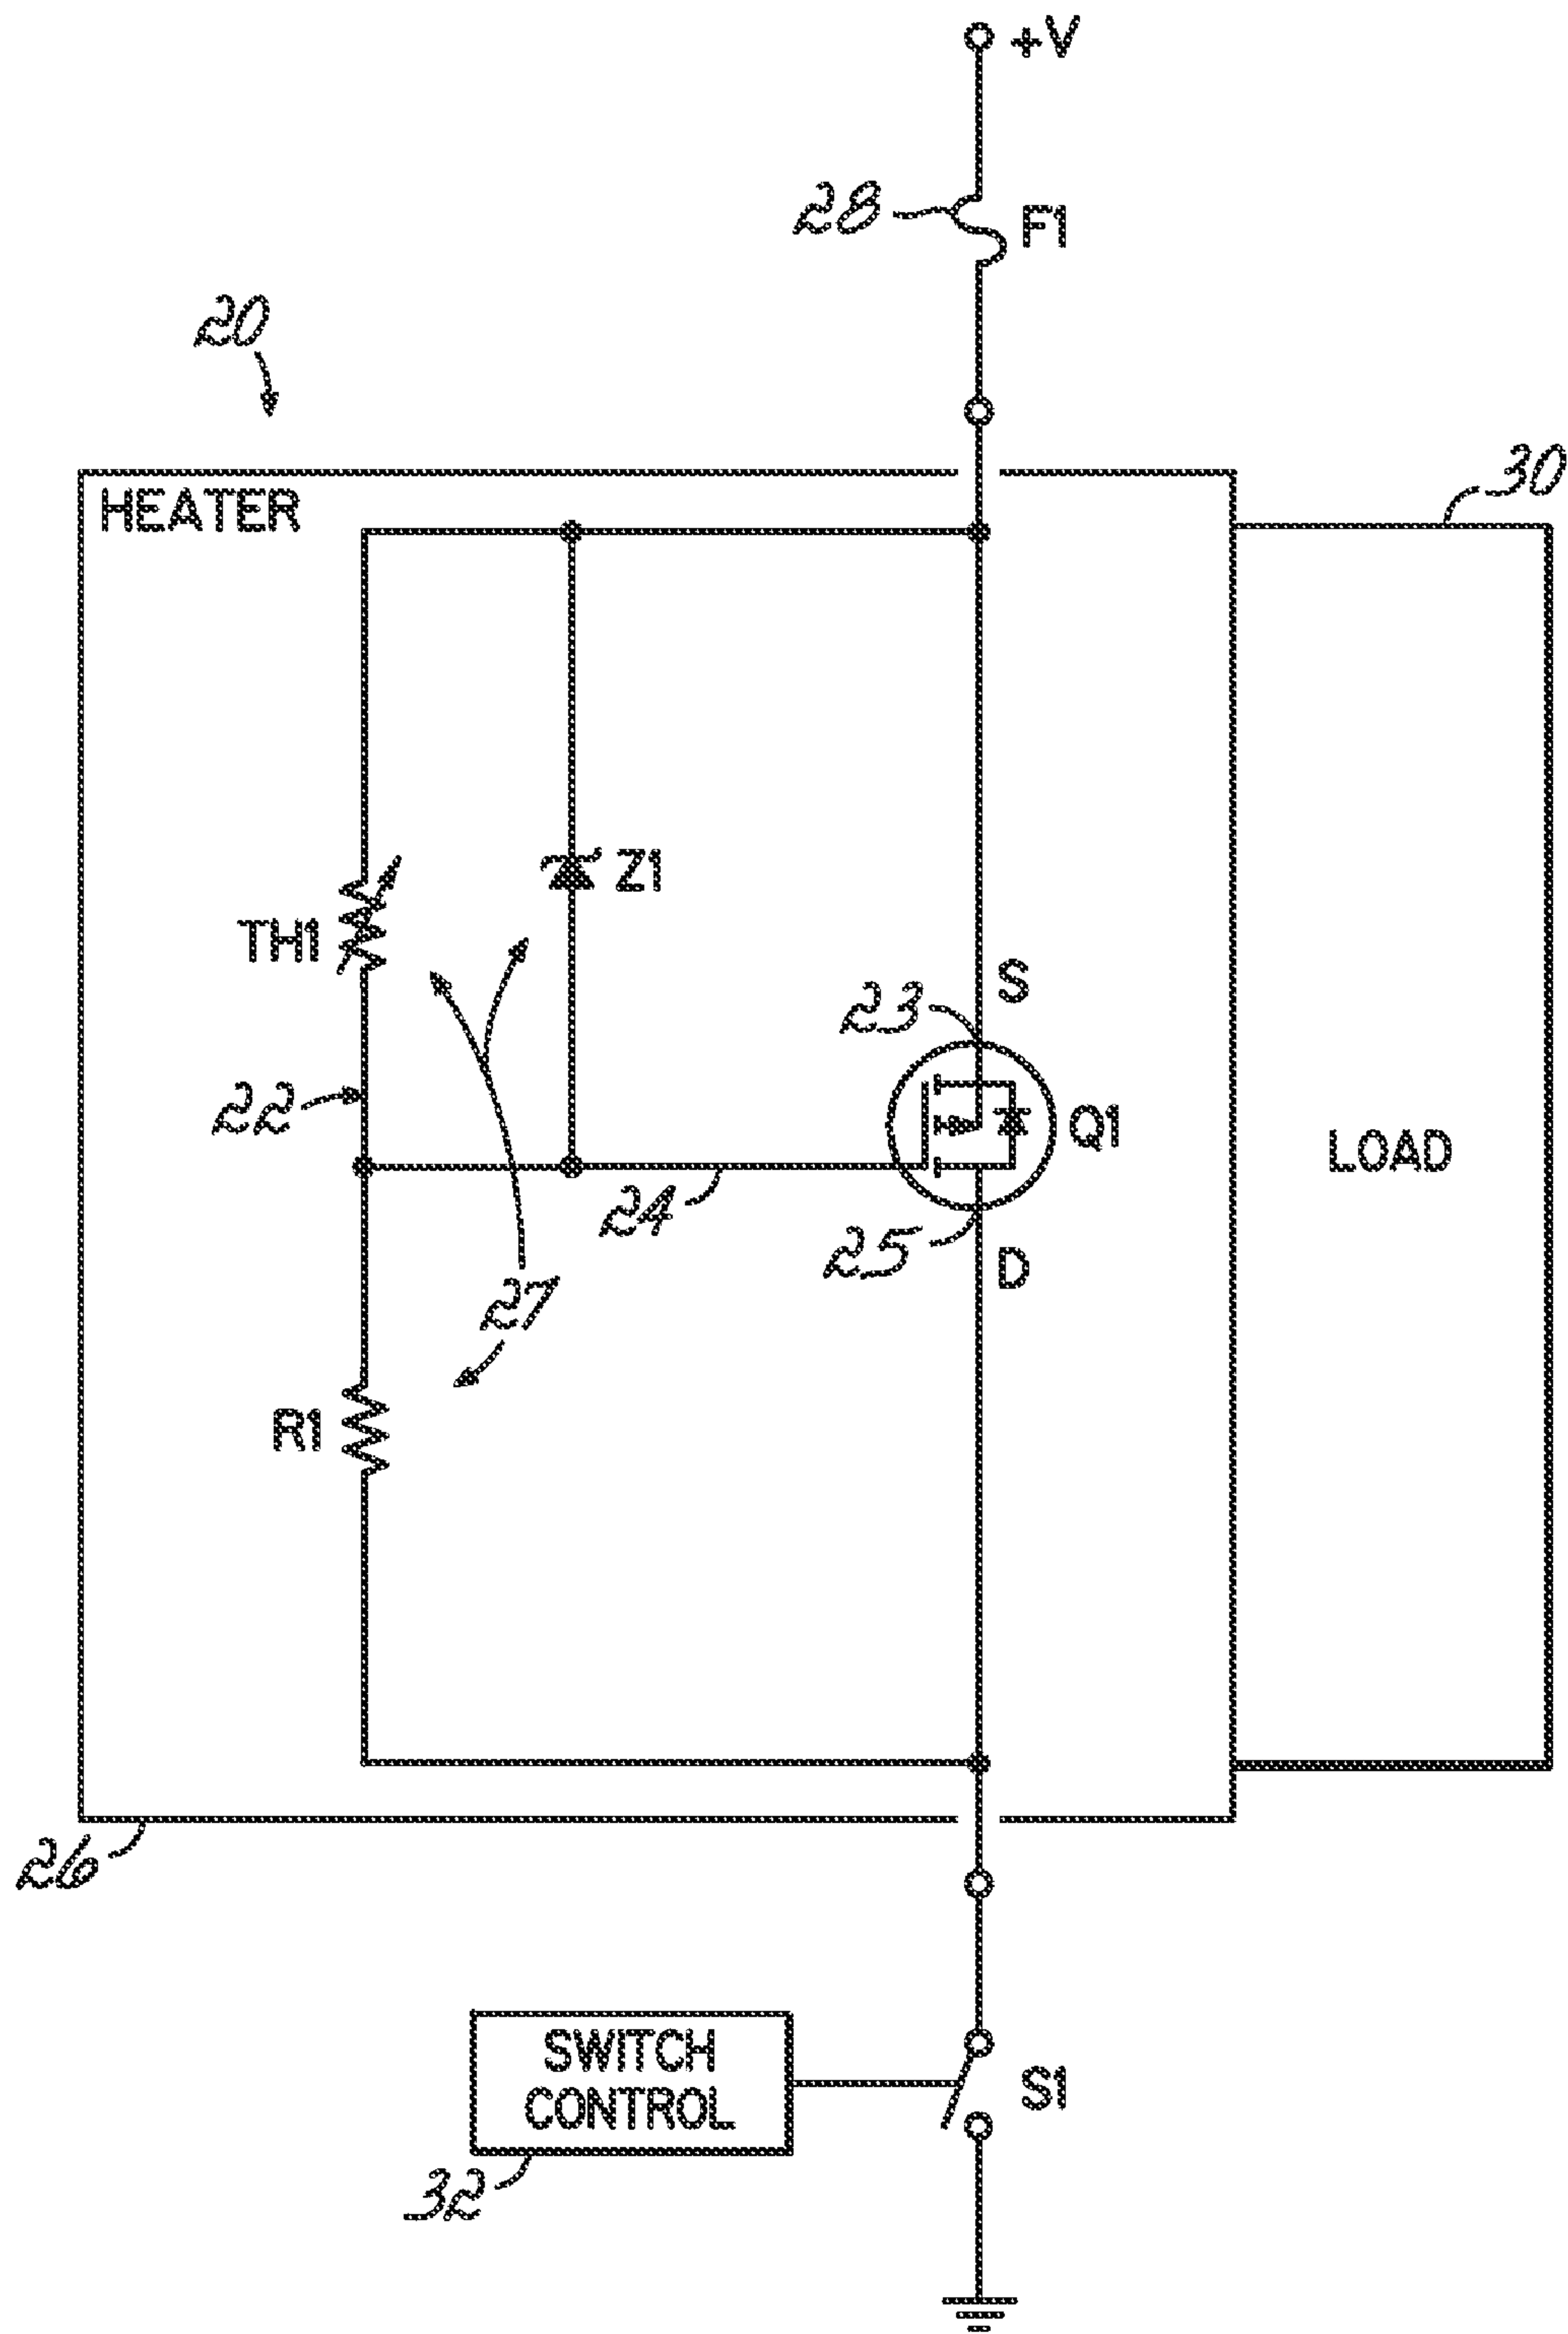 +V
28
F1
20
30
HEATER
Z1
TH1
S
23
22
Q1
LOAD
24
25
D
27
R1
26
SWITCH
CONTROL
S1
32